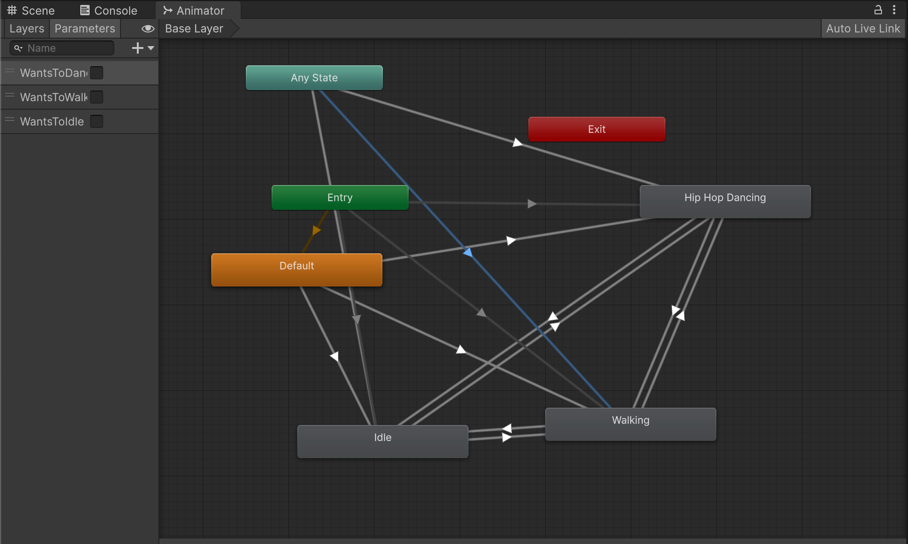 Scene Console Animator
Layers Parameters
Base Layer
Auto Live Link
Name
WantsToDan
WantsToWalk
WantsToIdle
Any State
Exit
Entry
Hip Hop Dancing
Default
Walking
Idle